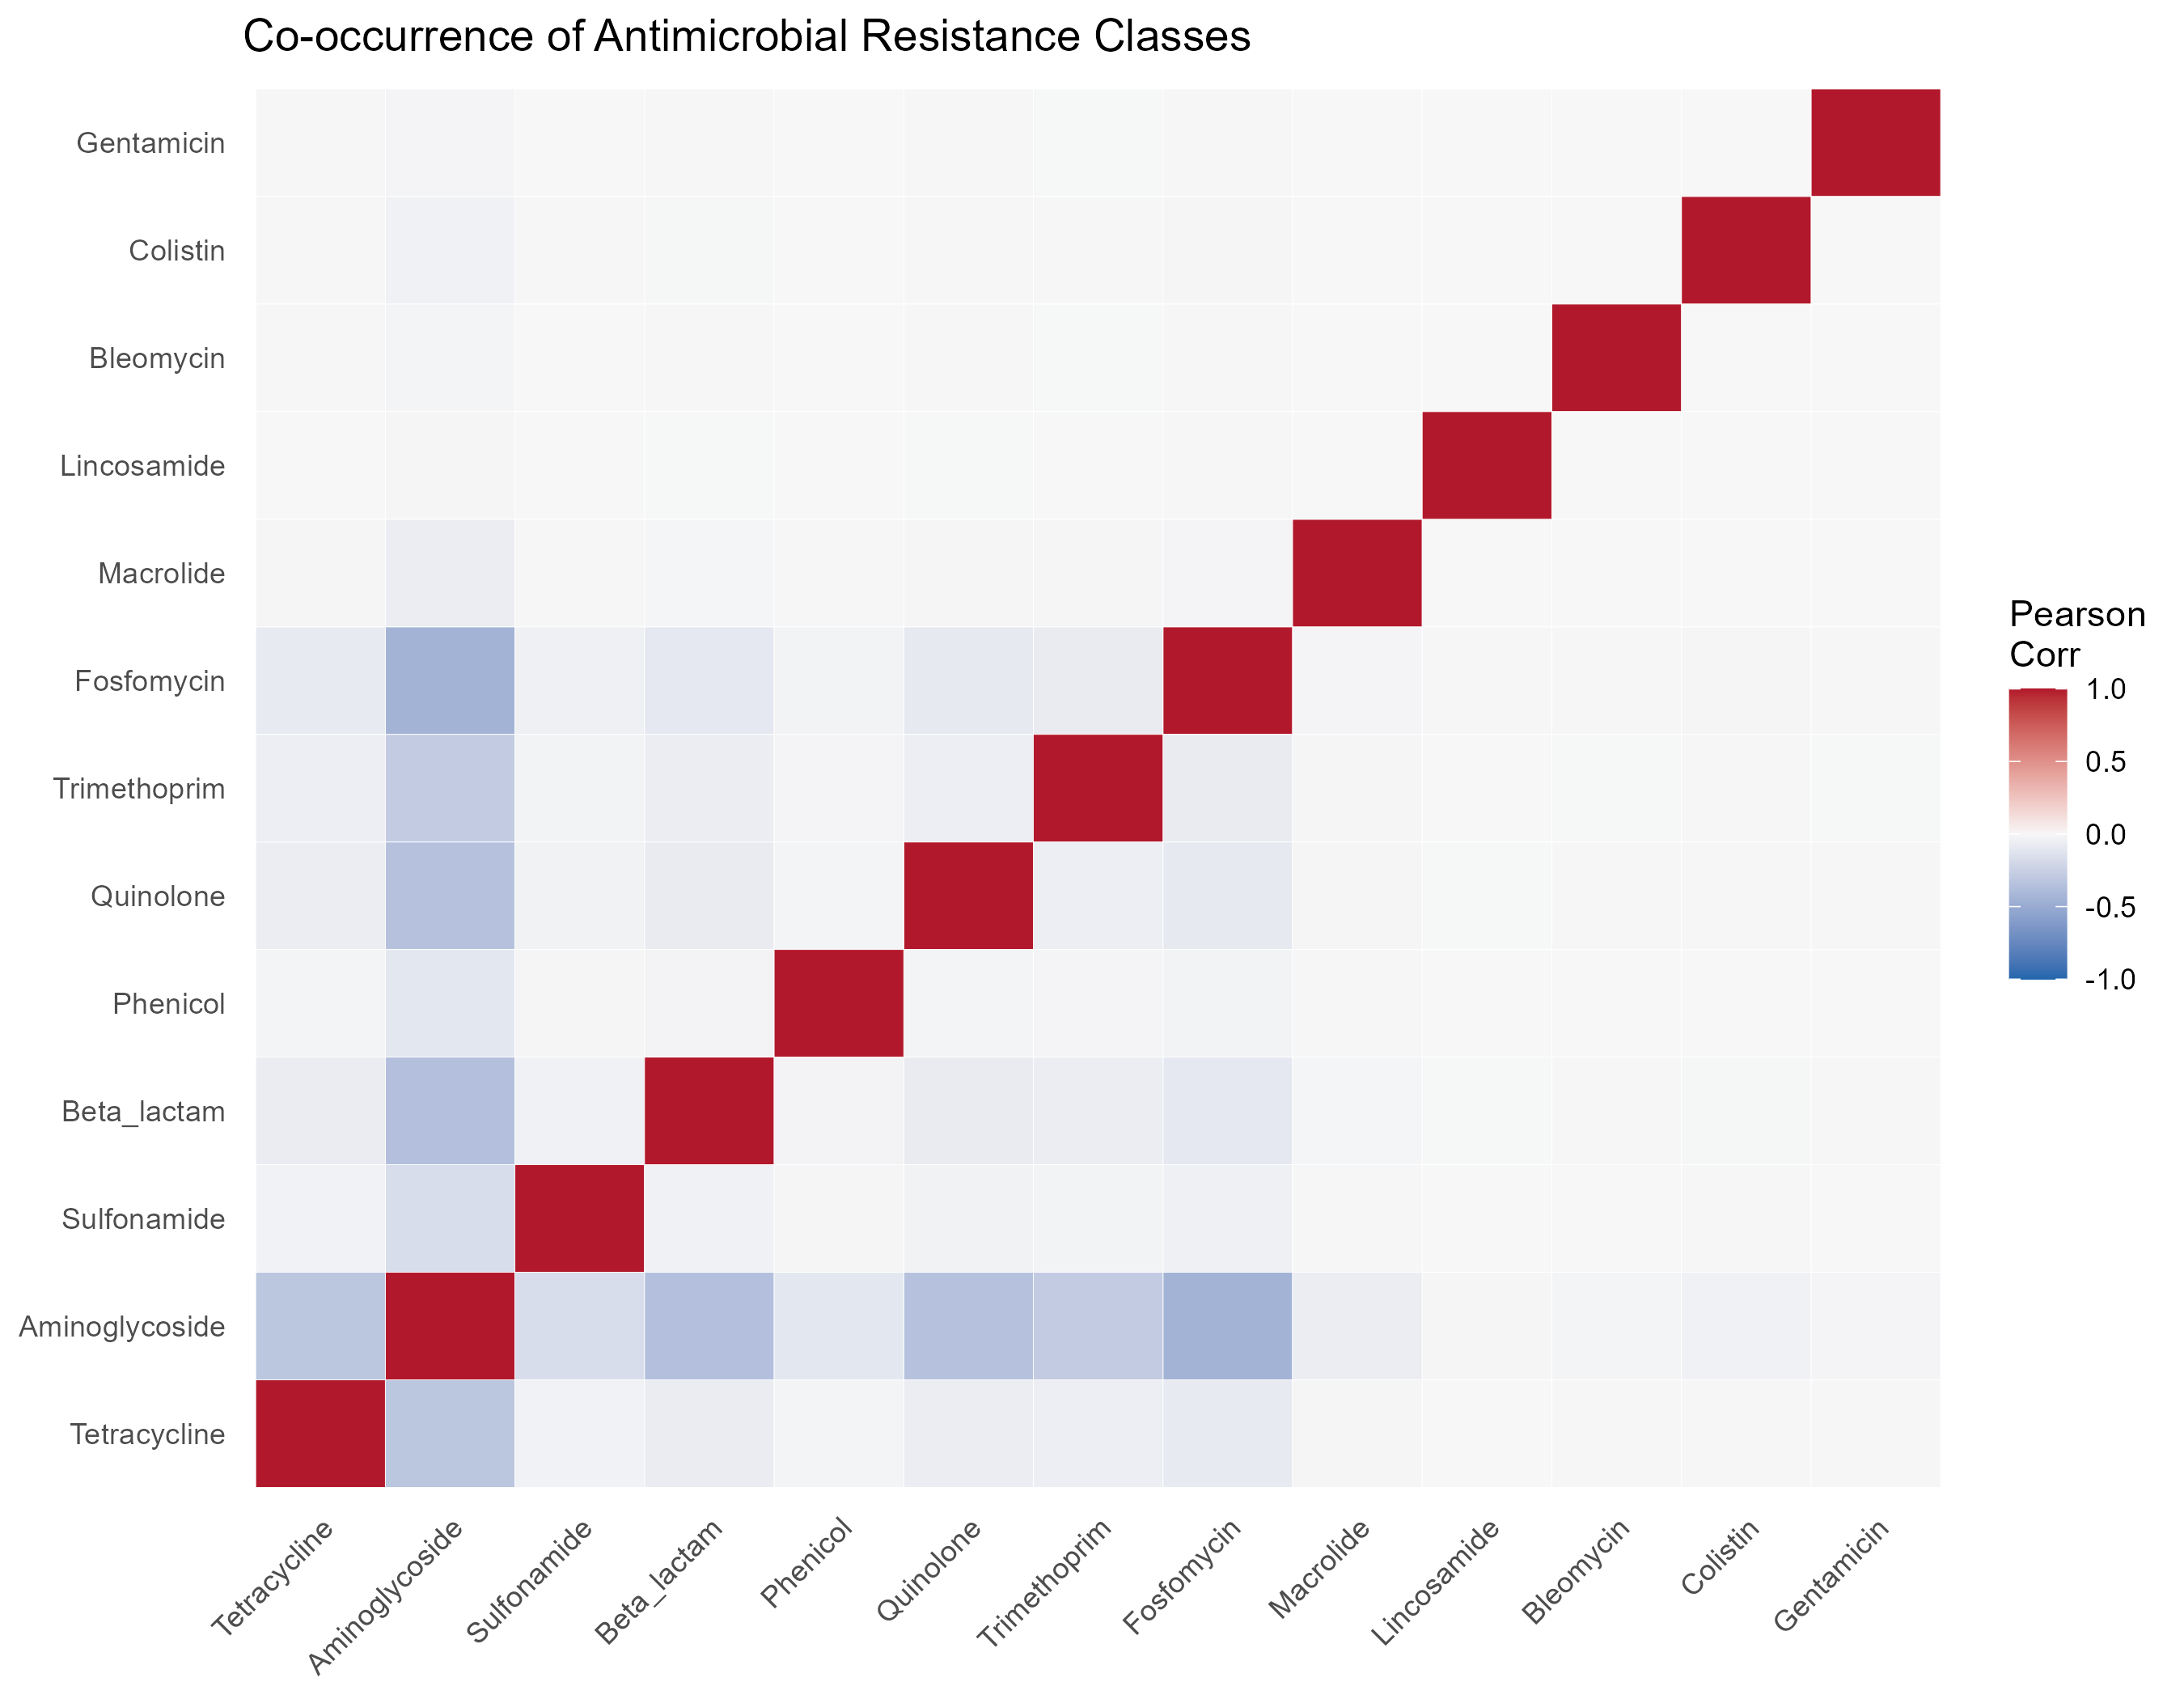 Co-occurrence of Antimicrobial Resistance Classes
Gentamicin
Colistin
Bleomycin
Lincosamide
Macrolide
Fosfomycin
Trimethoprim
Quinolone
Phenicol
Beta_lactam
Sulfonamide
Aminoglycoside
Tetracycline
Tetracycline
Aminoglycoside
Sulfonamide
Beta_lactam
Phenicol
Quinolone
Trimethoprim
Fosfomycin
Macrolide
Lincosamide
Bleomycin
Colistin
Gentamicin
Pearson
Corr
1.0
0.5
0.0
-0.5
-1.0